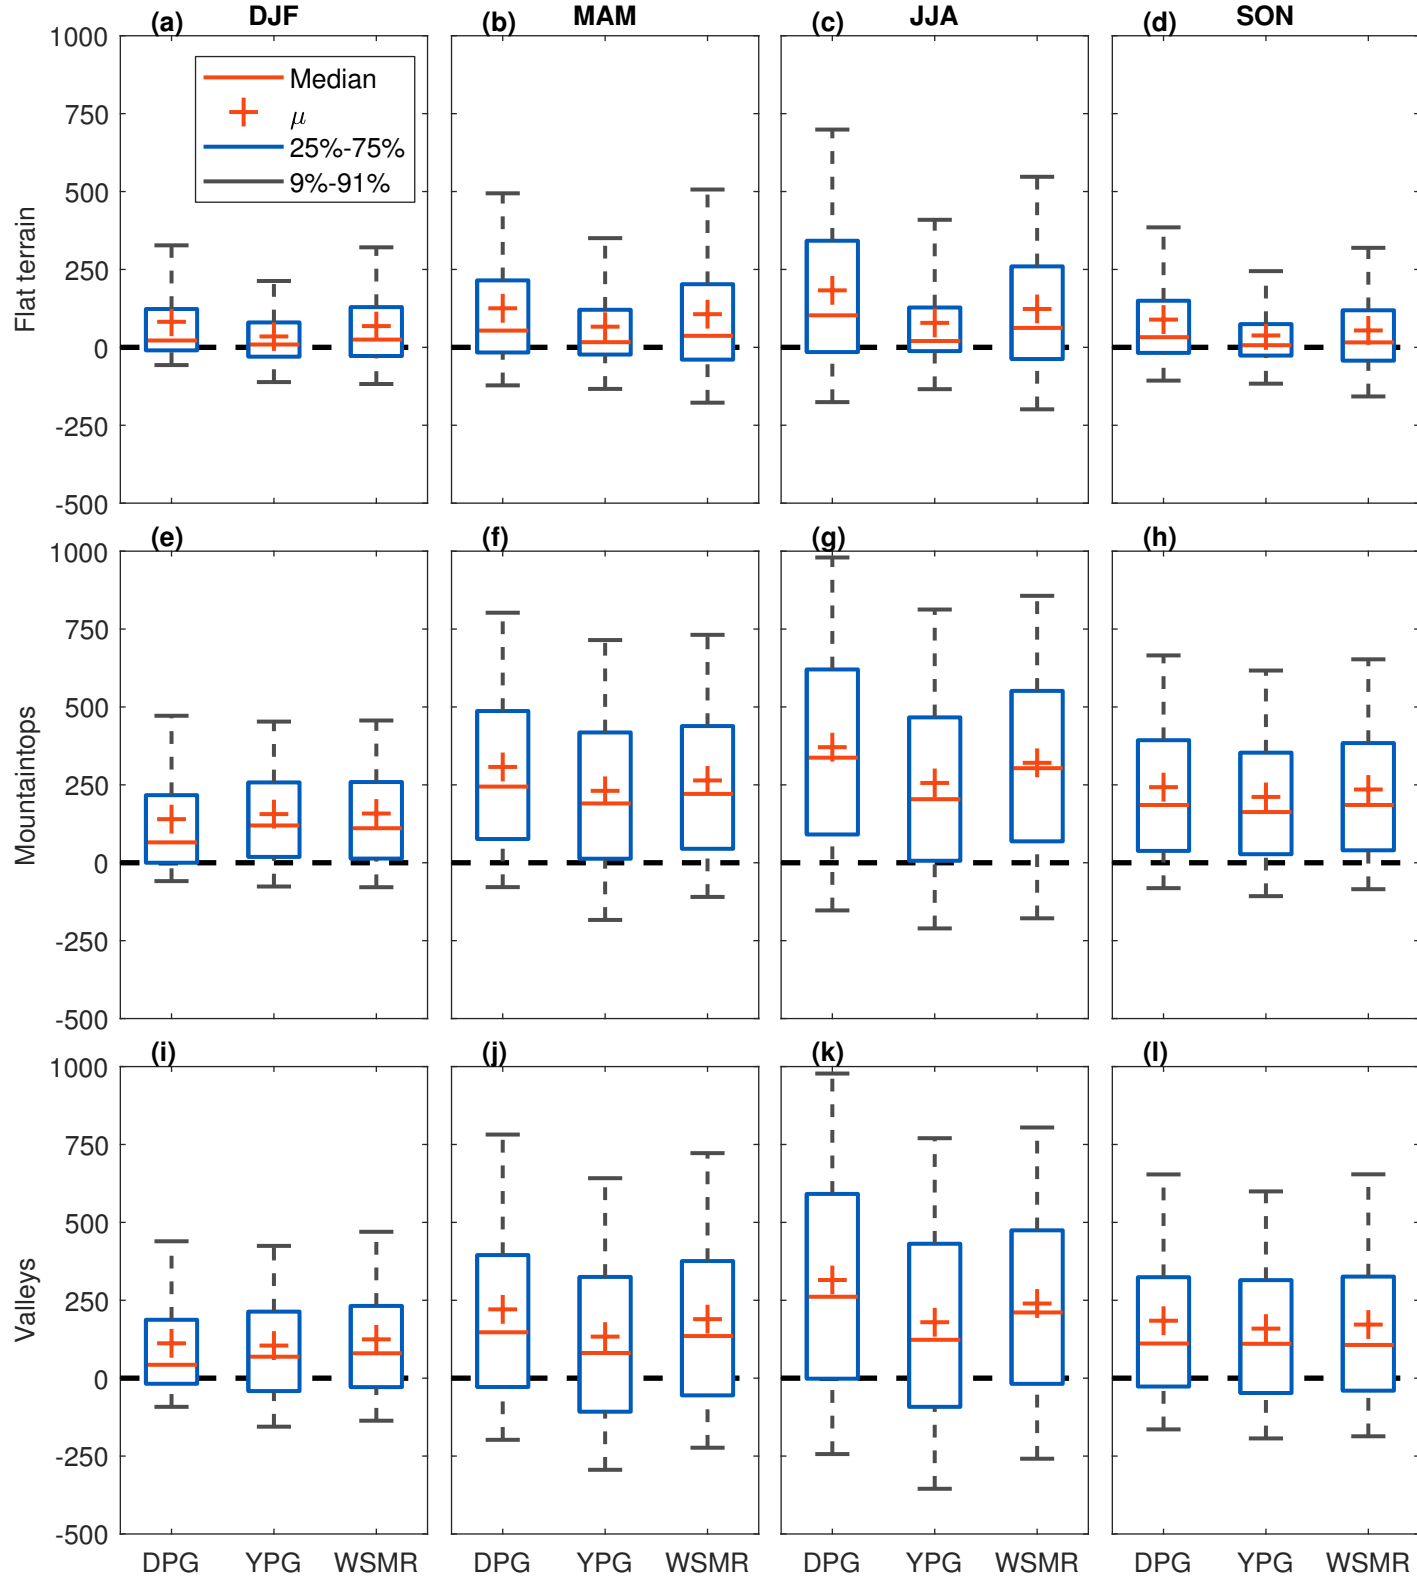 (a) DJF (b) MAM (c) JJA (d) SON
1000
Median
750
μ
25%-75%
500
9%-91%
250
0
-250
-500
Flat terrain
(e) (f) (g) (h)
1000
750
500
250
0
-250
-500
Mountaintops
(i) (j) (k) (l)
1000
750
500
250
0
-250
-500
Valleys
DPG YPG WSMR DPG YPG WSMR DPG YPG WSMR DPG YPG WSMR